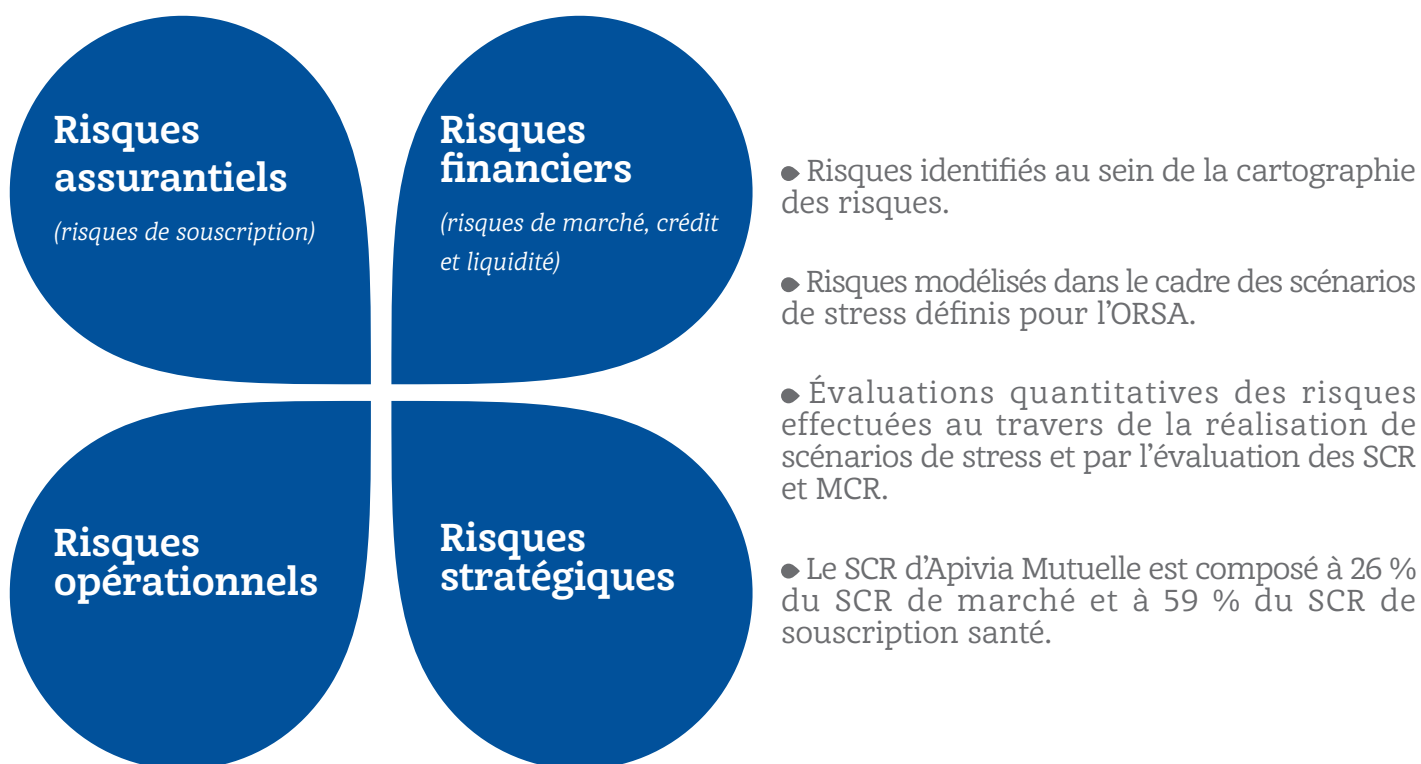 Risques
assurantiels
(risques de souscription)
Risques
financiers
(risques de marché, crédit
et liquidité)
Risques
opérationnels
Risques
stratégiques
Risques identifiés au sein de la cartographie
des risques.
Risques modélisés dans le cadre des scénarios
de stress définis pour l'ORSA.
Évaluations quantitatives des risques
effectuées au travers de la réalisation de
scénarios de stress et par l'évaluation des SCR
et MCR.
Le SCR d'Apivia Mutuelle est composé à 26 %
du SCR de marché et à 59 % du SCR de
souscription santé.